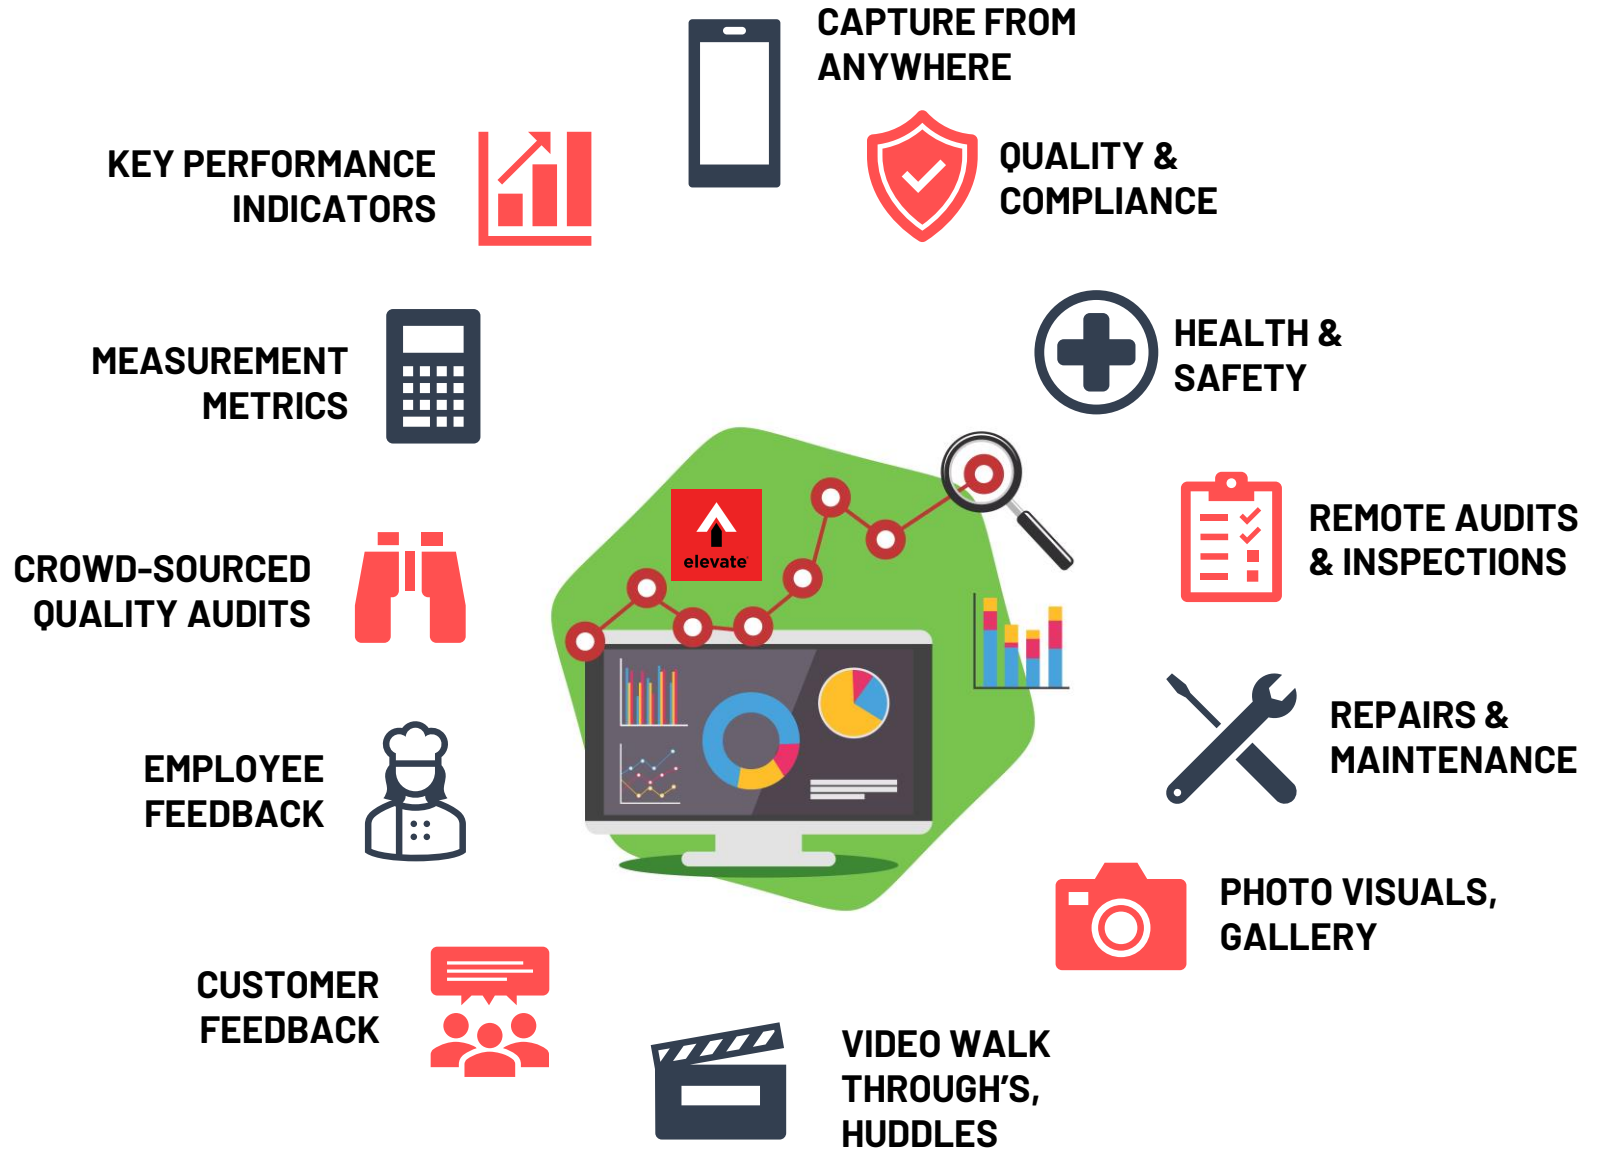 CAPTURE FROM
ANYWHERE
QUALITY &
COMPLIANCE
HEALTH &
SAFETY
REMOTE AUDITS
& INSPECTIONS
REPAIRS &
MAINTENANCE
PHOTO VISUALS,
GALLERY
VIDEO WALK
THROUGH’S,
HUDDLES
CUSTOMER
FEEDBACK
EMPLOYEE
FEEDBACK
CROWD-SOURCED
QUALITY AUDITS
MEASUREMENT
METRICS
KEY PERFORMANCE
INDICATORS
elevate